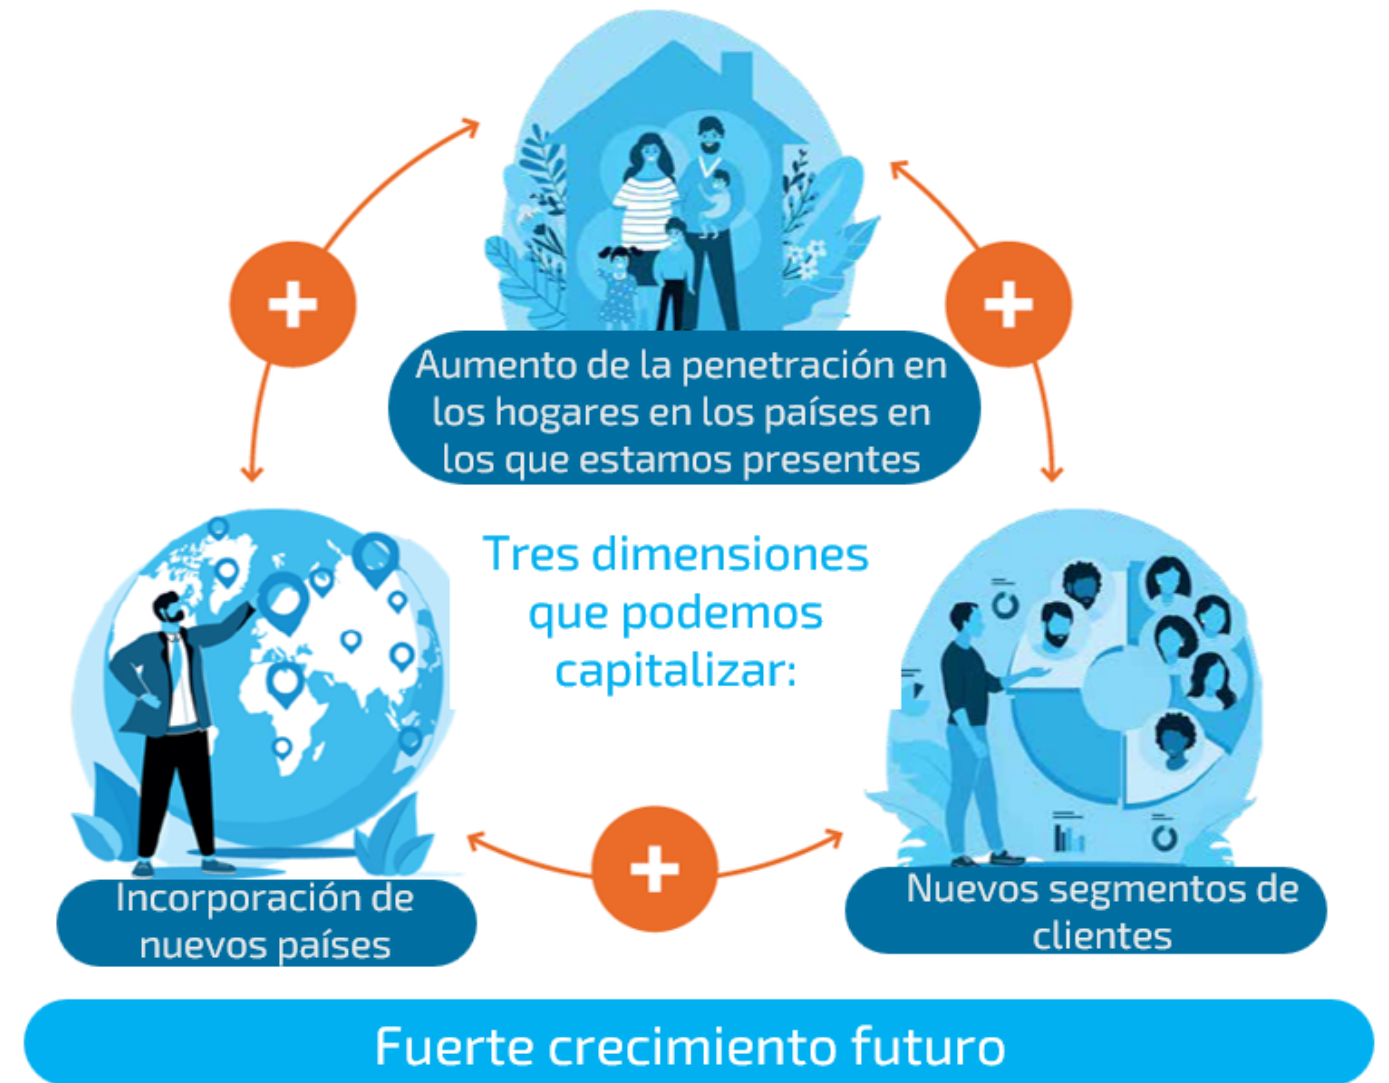 Aumento de la penetración en
los hogares en los países en
los que estamos presentes
Tres dimensiones
que podemos
capitalizar:
Incorporación de
nuevos países
Nuevos segmentos de
clientes
Fuerte crecimiento futuro